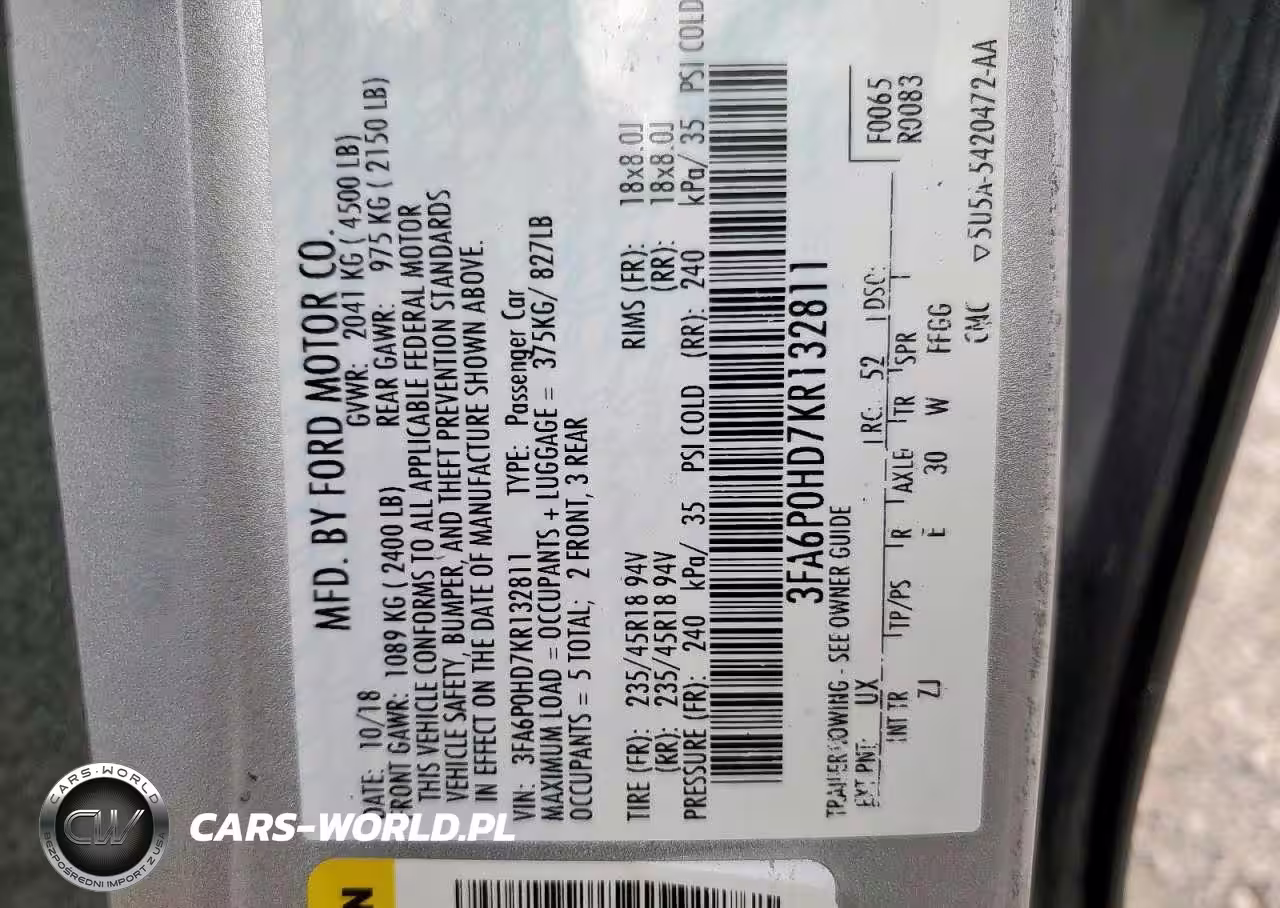 MFD. BY FORD MOTOR CO.
DATE: 10/18 GVWR: 2041 KG ( 4500 LB)
FRONT GAWR: 1089 KG ( 2400 LB) REAR GAWR: 975 KG ( 2150 LB)
THIS VEHICLE CONFORMS TO ALL APPLICABLE FEDERAL MOTOR
VEHICLE SAFETY, BUMPER, AND THEFT PREVENTION STANDARDS
IN EFFECT ON THE DATE OF MANUFACTURE SHOWN ABOVE.
VIN: 3FA6P0HD7KR132811 TYPE: Passenger Car
MAXIMUM LOAD = OCCUPANTS + LUGGAGE = 375KG/ 827LB
OCCUPANTS = 5 TOTAL, 2 FRONT, 3 REAR
TIRE (FR): 235/45R18 94V RIMS (FR): 18x8.0J
(RR): 235/45R18 94V (RR): 18x8.0J
PRESSURE (FR): 240 kPa/ 35 PSI COLD (RR): 240 kPa/ 35 PSI COLD
3FA6P0HD7KR132811
TRAILER TOWING - SEE OWNER GUIDE
F0065
R0083
EXT PNT: UX RC: 52 DSO:
INT TR TP/PS R AXLE TR SPR
ZJ E 30 W FFGG
CMC ▽5U5A-5420472-AA
CARS-WORLD
CW
BEZPOŚREDNI IMPORT Z USA
CARS-WORLD.PL